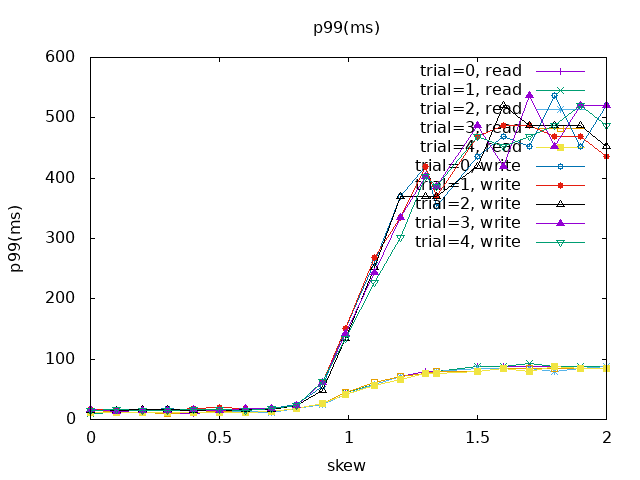 p99(ms)
600
500
400
300
200
100
0
p99(ms)
trial=0, read
trial=1, read
trial=2, read
trial=3, read
trial=4, read
trial=0, write
trial=1, write
trial=2, write
trial=3, write
trial=4, write
0 0.5 1 1.5 2
skew